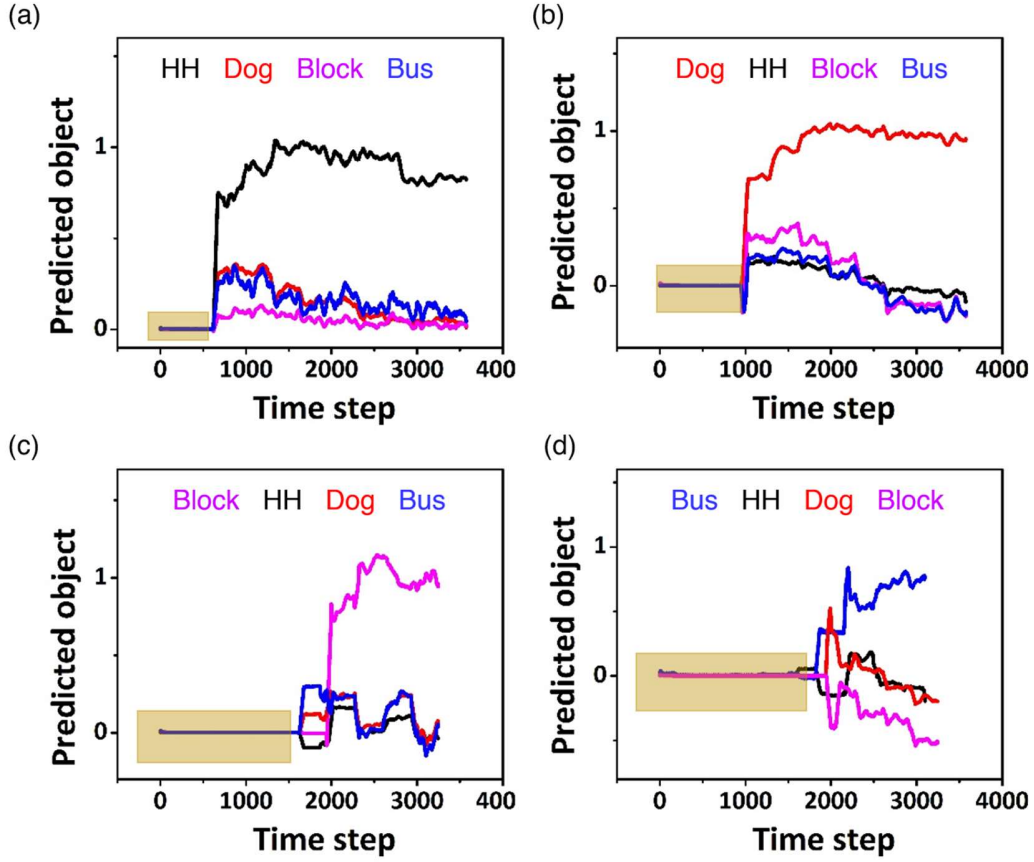 (a)
HH Dog Block Bus
Predicted object
1
0
0 1000 2000 3000 400
Time step
(b)
Dog HH Block Bus
Predicted object
1
0
0 1000 2000 3000 4000
Time step
(c)
Block HH Dog Bus
Predicted object
1
0
0 1000 2000 3000 400
Time step
(d)
Bus HH Dog Block
Predicted object
1
0
0 1000 2000 3000 4000
Time step